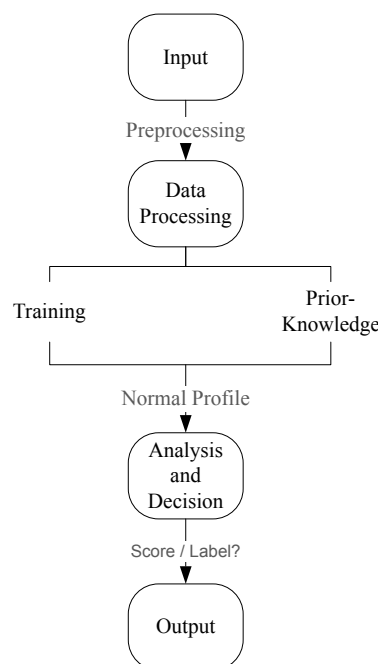 Input
Preprocessing
Data
Processing
Training
Prior-
Knowledge
Normal Profile
Analysis
and
Decision
Score / Label?
Output